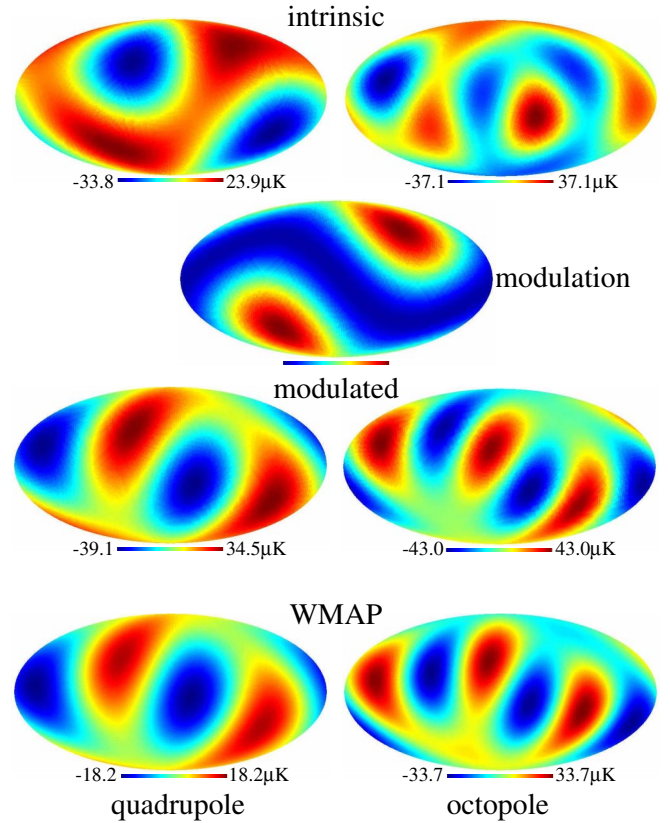 intrinsic
-33.8 23.9μK
-37.1 37.1μK
modulation
modulated
-39.1 34.5μK
-43.0 43.0μK
WMAP
-18.2 18.2μK
-33.7 33.7μK
quadrupole
octopole